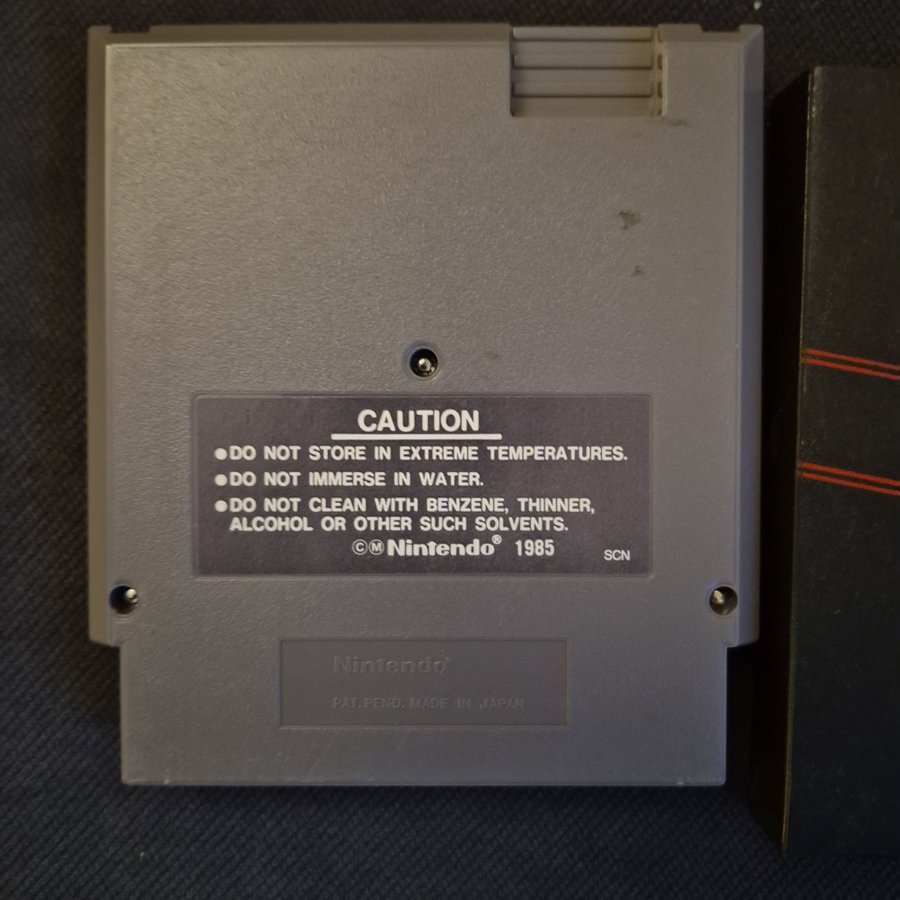 CAUTION
●DO NOT STORE IN EXTREME TEMPERATURES.
●DO NOT IMMERSE IN WATER.
●DO NOT CLEAN WITH BENZENE, THINNER,
ALCOHOL OR OTHER SUCH SOLVENTS.
©Ⓜ Nintendo® 1985
SCN
Nintendo®
PAT.PEND. MADE IN JAPAN